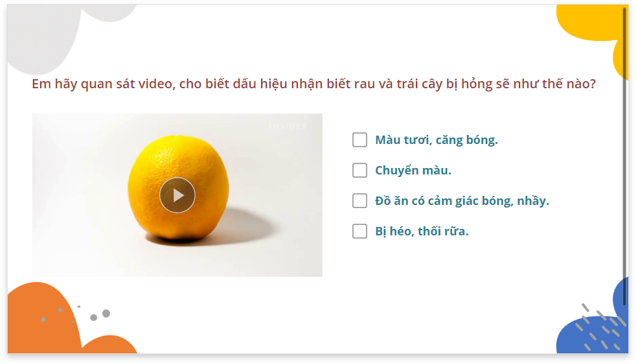 Em hãy quan sát video, cho biết dấu hiệu nhận biết rau và trái cây bị hỏng sẽ như thế nào?
Màu tươi, căng bóng.
Chuyển màu.
Đồ ăn có cảm giác bóng, nhầy.
Bị héo, thối rữa.